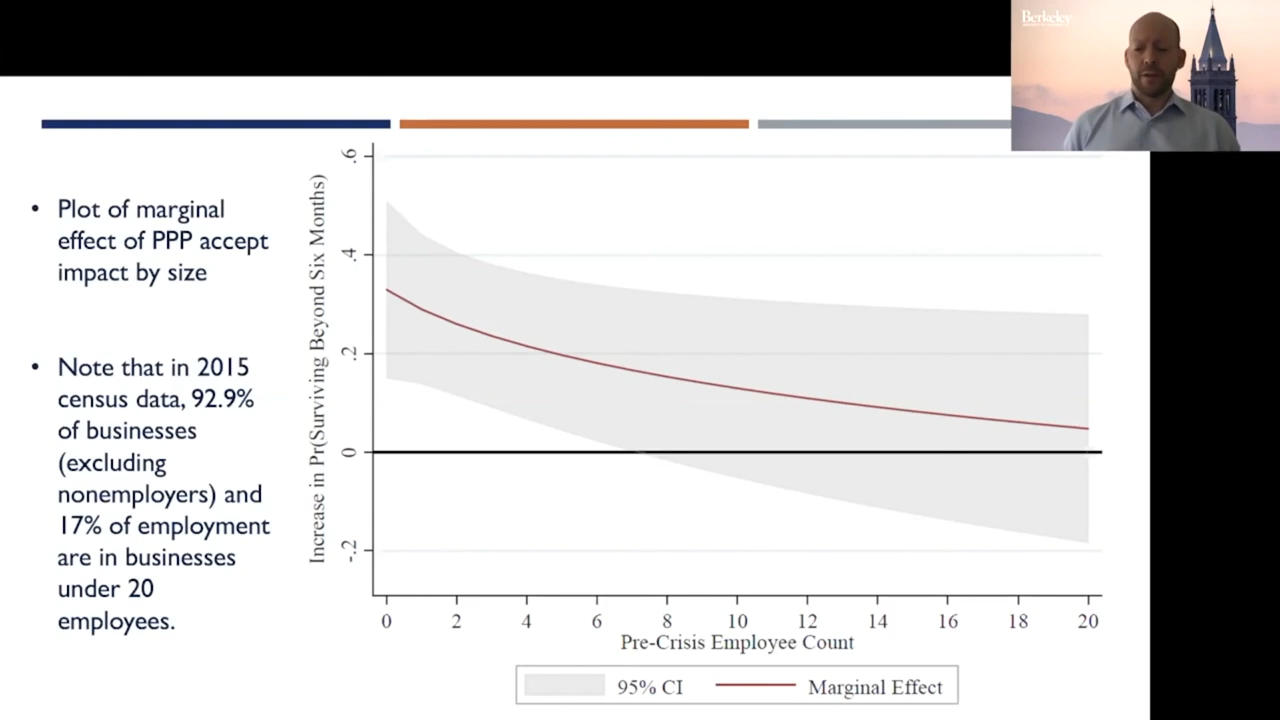 Berkeley
• Plot of marginal
effect of PPP accept
impact by size
• Note that in 2015
census data, 92.9%
of businesses
(excluding
nonemployers) and
17% of employment
are in businesses
under 20
employees.
Increase in Pr(Surviving Beyond Six Months)
.6
.4
.2
0
-.2
0 2 4 6 8 10 12 14 16 18 20
Pre-Crisis Employee Count
95% CI Marginal Effect